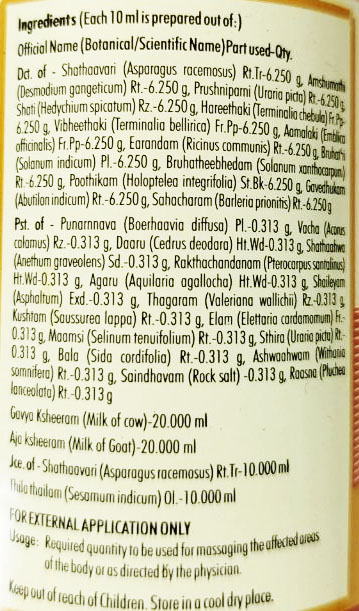 Ingredients (Each 10 ml is prepared out of:)
Official Name (Botanical/Scientific Name) Part used-Qty.
Dct. of - Shathaavari (Asparagus racemosus) Rt.Tr-6.250 g, Amshumathi
(Desmodium gangeticum) Rt.-6.250 g, Prushniparni (Uraria picta) Rt.-6.250 g,
Shati (Hedychium spicatum) Rz.-6.250 g, Hareethaki (Terminalia chebula) Fr.Pp-
6.250 g, Vibheethaki (Terminalia bellirica) Fr.Pp-6.250 g, Aamalaki (Emblica
officinalis) Fr.Pp-6.250 g, Earandam (Ricinus communis) Rt.-6.250 g, Bruhathi
(Solanum indicum) Pl.-6.250 g, Bruhatheebhedam (Solanum xanthocarpum)
Rt.-6.250 g, Poothikam (Holoptelea integrifolia) St.Bk-6.250 g, Gavedhukam
(Abutilon indicum) Rt.-6.250 g, Sahacharam (Barleria prionitis) Rt.-6.250 g
Pst. of - Punarnnava (Boerhaavia diffusa) Pl.-0.313 g, Vacha (Acorus
calamus) Rz.-0.313 g, Daaru (Cedrus deodara) Ht.Wd-0.313 g, Shathaahwa
(Anethum graveolens) Sd.-0.313 g, Rakthachandanam (Pterocarpus santalinus)
Ht.Wd-0.313 g, Agaru (Aquilaria agallocha) Ht.Wd-0.313 g, Shaileyam
(Asphaltum) Exd.-0.313 g, Thagaram (Valeriana wallichii) Rz.-0.313 g,
Kushtam (Saussurea lappa) Rt.-0.313 g, Elam (Elettaria cardamomum) Fr.-
0.313 g, Maamsi (Selinum tenuifolium) Rt.-0.313 g, Sthira (Uraria picta) Rt.-
0.313 g, Bala (Sida cordifolia) Rt.-0.313 g, Ashwahwam (Withania
somnifera) Rt.-0.313 g, Saindhavam (Rock salt) -0.313 g, Raasna (Pluchea
lanceolata) Rt.-0.313 g
Gavya Ksheeram (Milk of cow)-20.000 ml
Aja ksheeram (Milk of Goat)-20.000 ml
Jce. of - Shathaavari (Asparagus racemosus) Rt.Tr-10.000 ml
Thila thailam (Sesamum indicum) Ol.-10.000 ml
FOR EXTERNAL APPLICATION ONLY
Usage: Required quantity to be used for massaging the affected areas
of the body or as directed by the physician.
Keep out of reach of Children. Store in a cool dry place.